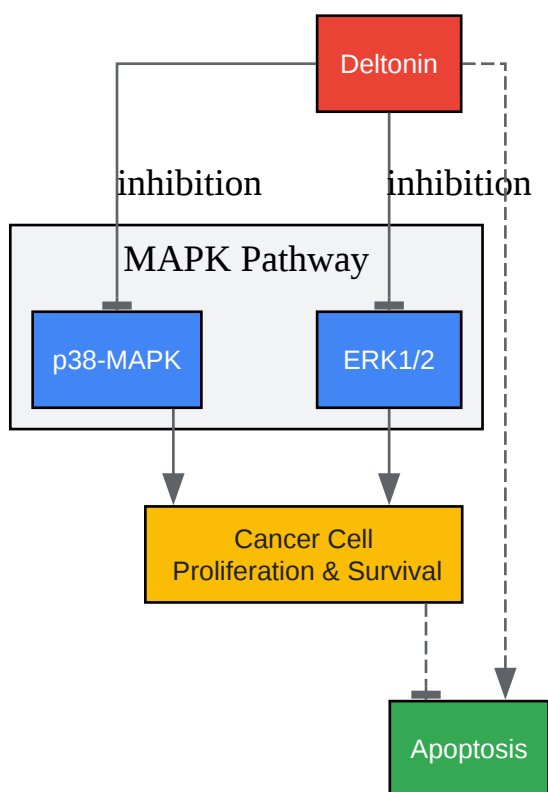 Deltonin
inhibition
inhibition
MAPK Pathway
p38-MAPK
ERK1/2
Cancer Cell
Proliferation & Survival
Apoptosis